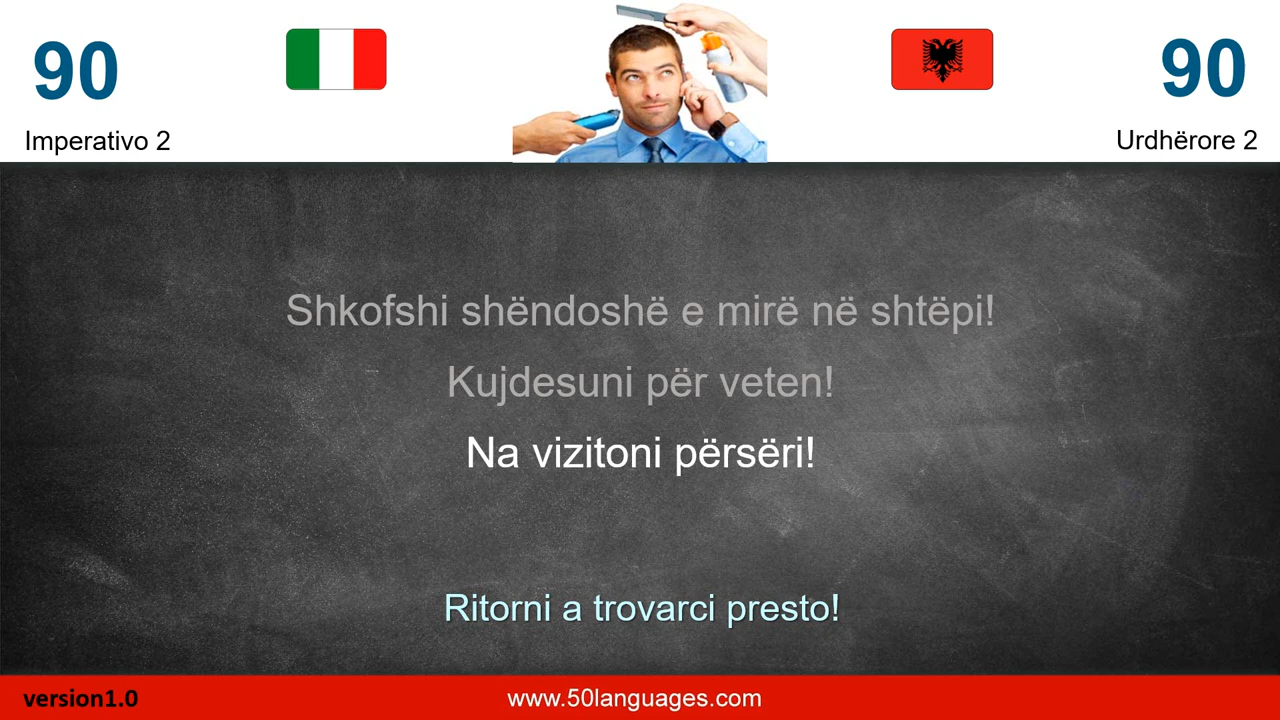 90
90
Imperativo 2
Urdhërore 2
Shkofshi shëndoshë e mirë në shtëpi!
Kujdesuni për veten!
Na vizitoni përsëri!
Ritorni a trovarci presto!
version1.0
www.50languages.com